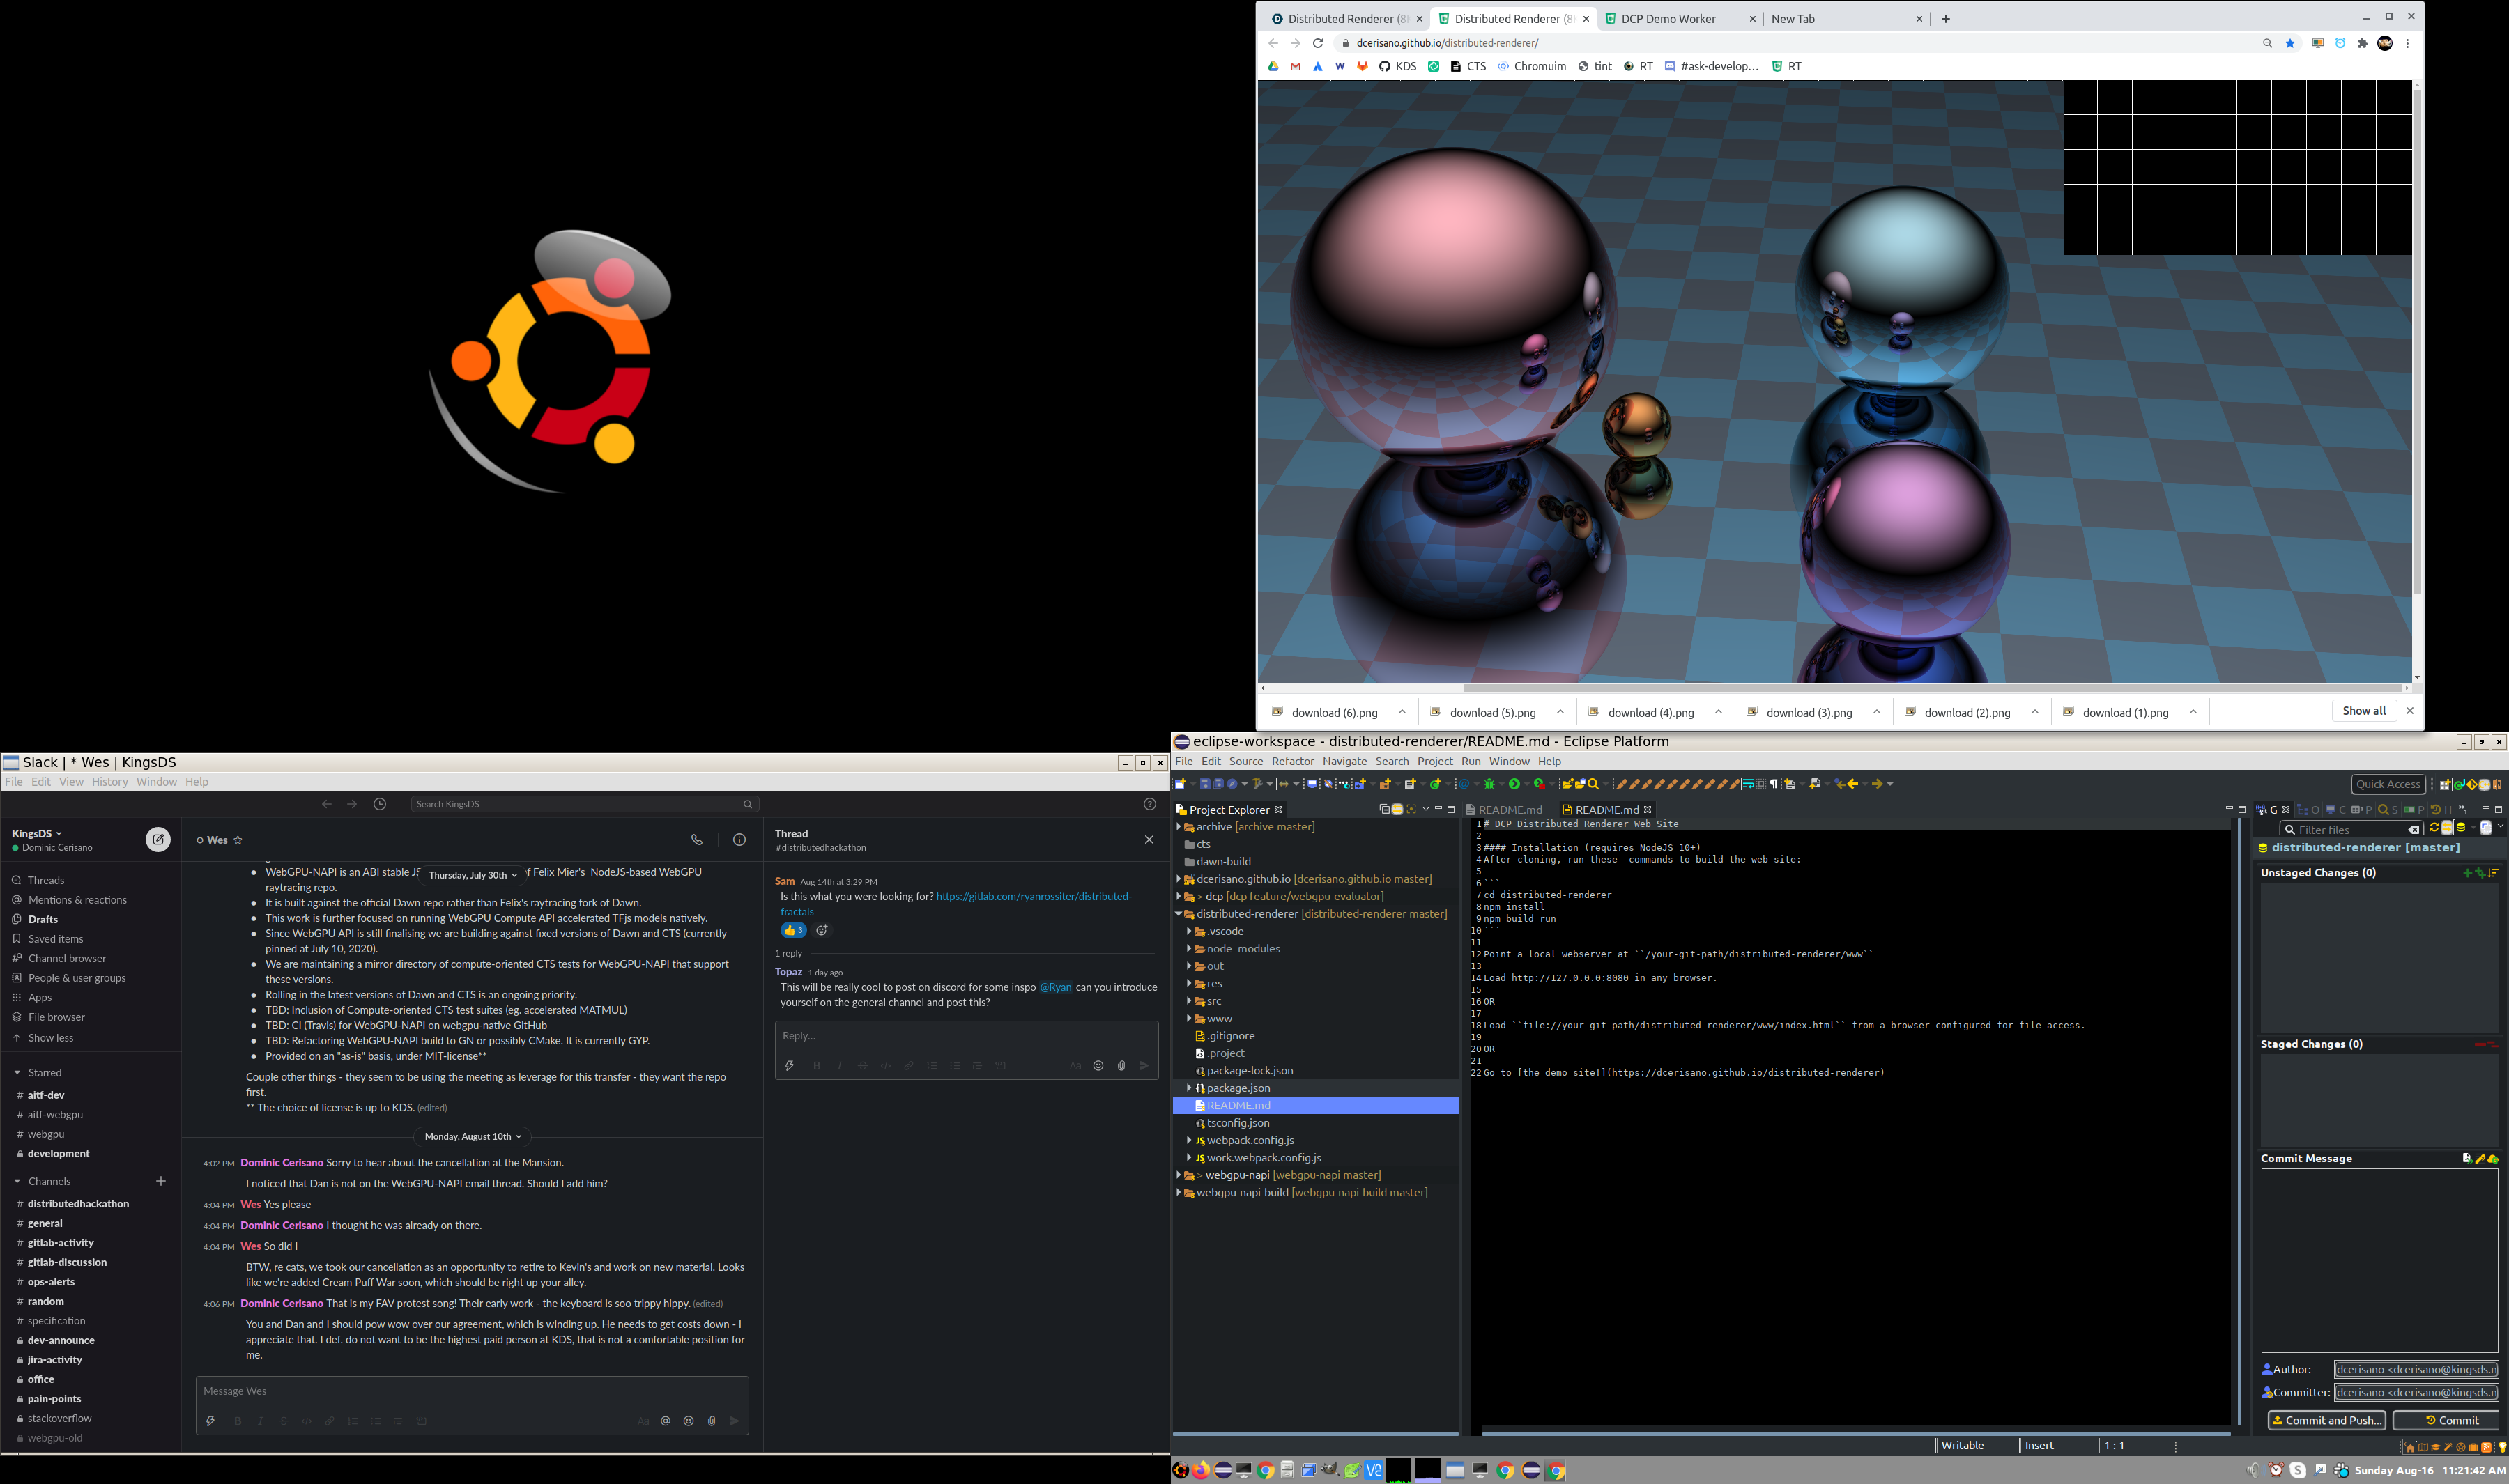 Distributed Renderer (8
Distributed Renderer (8
DCP Demo Worker
New Tab
dcerisano.github.io/distributed-renderer/
KDS
CTS
Chromuim
tint
RT
#ask-develop...
RT
download (6).png
download (5).png
download (4).png
download (3).png
download (2).png
download (1).png
Show all
Slack | * Wes | KingsDS
File Edit View History Window Help
Search KingsDS
KingsDS
Dominic Cerisano
Threads
Mentions & reactions
Drafts
Saved items
Channel browser
People & user groups
Apps
File browser
Show less
Starred
# aitf-dev
# aitf-webgpu
# webgpu
development
Channels
# distributedhackathon
# general
# gitlab-activity
# gitlab-discussion
# ops-alerts
# random
# specification
dev-announce
jira-activity
office
pain-points
stackoverflow
webgpu-old
Wes
Thursday, July 30th
• WebGPU-NAPI is an ABI stable JS of Felix Mier's NodeJS-based WebGPU
raytracing repo.
• It is built against the official Dawn repo rather than Felix's raytracing fork of Dawn.
• This work is further focused on running WebGPU Compute API accelerated TFjs models natively.
• Since WebGPU API is still finalising we are building against fixed versions of Dawn and CTS (currently
pinned at July 10, 2020).
• We are maintaining a mirror directory of compute-oriented CTS tests for WebGPU-NAPI that support
these versions.
• Rolling in the latest versions of Dawn and CTS is an ongoing priority.
• TBD: Inclusion of Compute-oriented CTS test suites (eg. accelerated MATMUL)
• TBD: CI (Travis) for WebGPU-NAPI on webgpu-native GitHub
• TBD: Refactoring WebGPU-NAPI build to GN or possibly CMake. It is currently GYP.
• Provided on an "as-is" basis, under MIT-license**
Couple other things - they seem to be using the meeting as leverage for this transfer - they want the repo
first.
** The choice of license is up to KDS. (edited)
Monday, August 10th
4:02 PM Dominic Cerisano Sorry to hear about the cancellation at the Mansion.
I noticed that Dan is not on the WebGPU-NAPI email thread. Should I add him?
4:04 PM Wes Yes please
4:04 PM Dominic Cerisano I thought he was already on there.
4:04 PM Wes So did I
BTW, re cats, we took our cancellation as an opportunity to retire to Kevin's and work on new material. Looks
like we're added Cream Puff War soon, which should be right up your alley.
4:06 PM Dominic Cerisano That is my FAV protest song! Their early work - the keyboard is soo trippy hippy. (edited)
You and Dan and I should pow wow over our agreement, which is winding up. He needs to get costs down - I
appreciate that. I def. do not want to be the highest paid person at KDS, that is not a comfortable position for
me.
Message Wes
Thread
#distributedhackathon
Sam Aug 14th at 3:29 PM
Is this what you were looking for? https://gitlab.com/ryanrossiter/distributed-
fractals
3
1 reply
Topaz 1 day ago
This will be really cool to post on discord for some inspo @Ryan can you introduce
yourself on the general channel and post this?
Reply...
eclipse-workspace - distributed-renderer/README.md - Eclipse Platform
File Edit Source Refactor Navigate Search Project Run Window Help
Quick Access
Project Explorer
archive [archive master]
cts
dawn-build
dcerisano.github.io [dcerisano.github.io master]
> dcp [dcp feature/webgpu-evaluator]
distributed-renderer [distributed-renderer master]
.vscode
node_modules
out
res
src
www
.gitignore
.project
package-lock.json
package.json
README.md
tsconfig.json
webpack.config.js
work.webpack.config.js
> webgpu-napi [webgpu-napi master]
webgpu-napi-build [webgpu-napi-build master]
README.md
README.md
1 # DCP Distributed Renderer Web Site
2
3 #### Installation (requires NodeJS 10+)
4 After cloning, run these  commands to build the web site:
5
6 ```
7 cd distributed-renderer
8 npm install
9 npm build run
10 ```
11
12 Point a local webserver at ``/your-git-path/distributed-renderer/www``
13
14 Load http://127.0.0.0:8080 in any browser.
15
16 OR
17
18 Load ``file://your-git-path/distributed-renderer/www/index.html`` from a browser configured for file access.
19
20 OR
21
22 Go to [the demo site!](https://dcerisano.github.io/distributed-renderer)
Filter files
distributed-renderer [master]
Unstaged Changes (0)
Staged Changes (0)
Commit Message
Author: dcerisano <dcerisano@kingsds.n
Committer: dcerisano <dcerisano@kingsds.n
Commit and Push...
Commit
Writable
Insert
1 : 1
Sunday Aug-16 11:21:42 AM